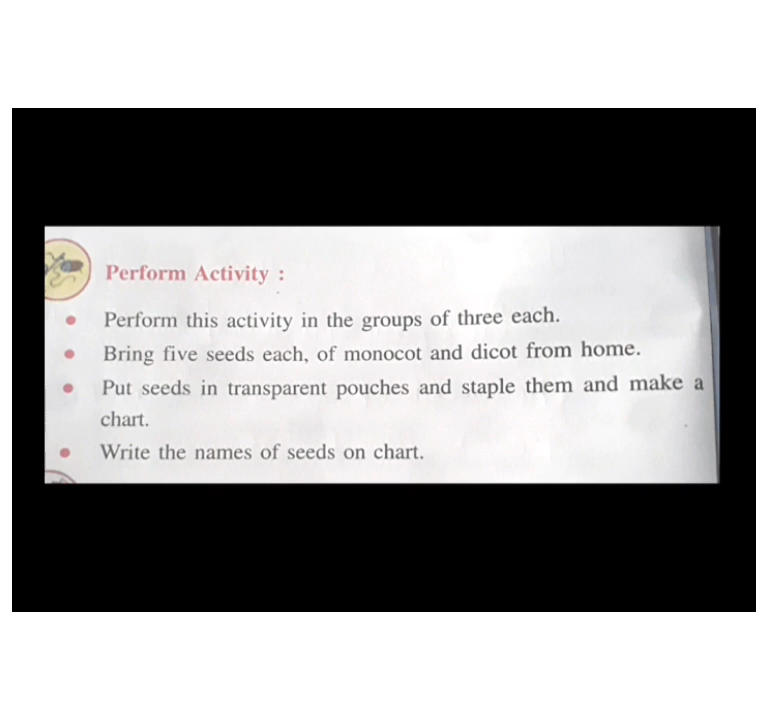 Perform Activity :
• Perform this activity in the groups of three each.
• Bring five seeds each, of monocot and dicot from home.
• Put seeds in transparent pouches and staple them and make a
chart.
• Write the names of seeds on chart.